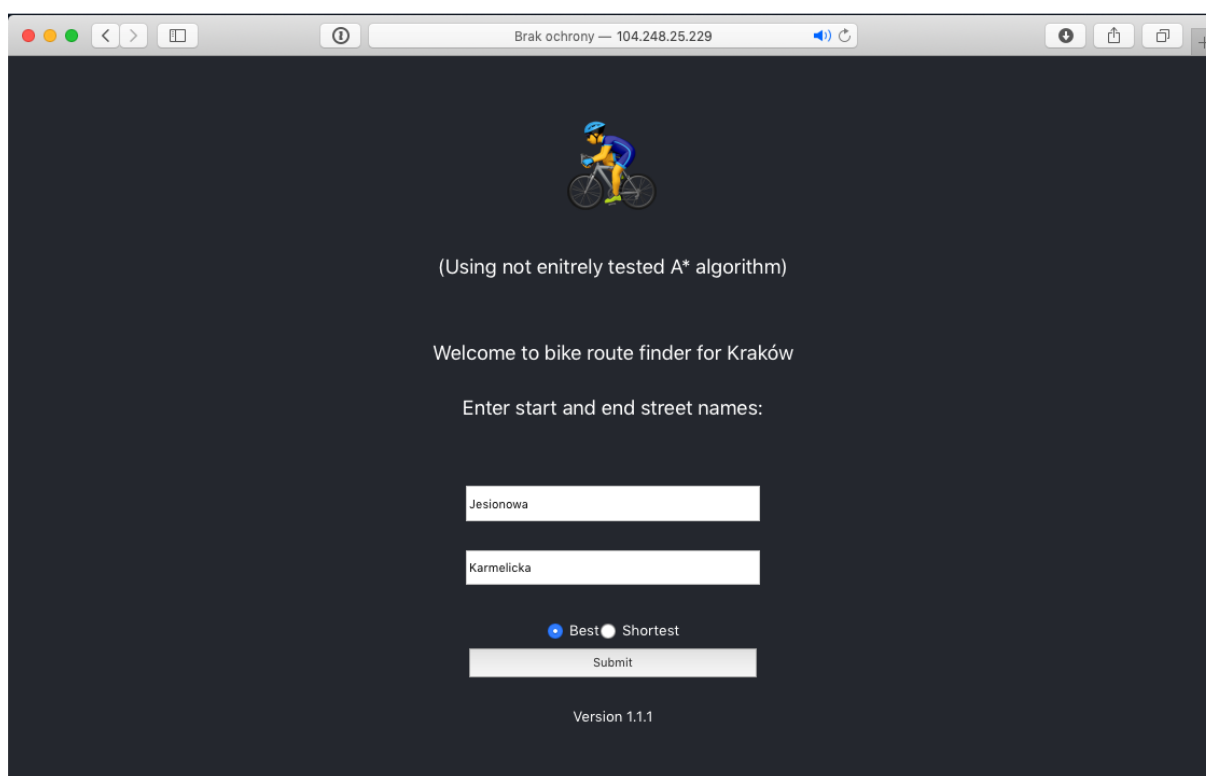 Brak ochrony — 104.248.25.229
(Using not enitrely tested A* algorithm)
Welcome to bike route finder for Kraków
Enter start and end street names:
Jesionowa
Karmelicka
Best Shortest
Submit
Version 1.1.1